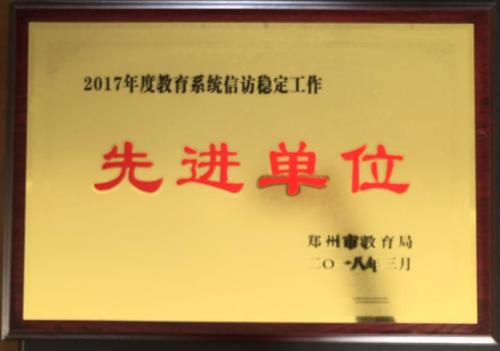 2017年度教育系统信访稳定工作
先进单位
郑州市教育局
二〇一八年三月